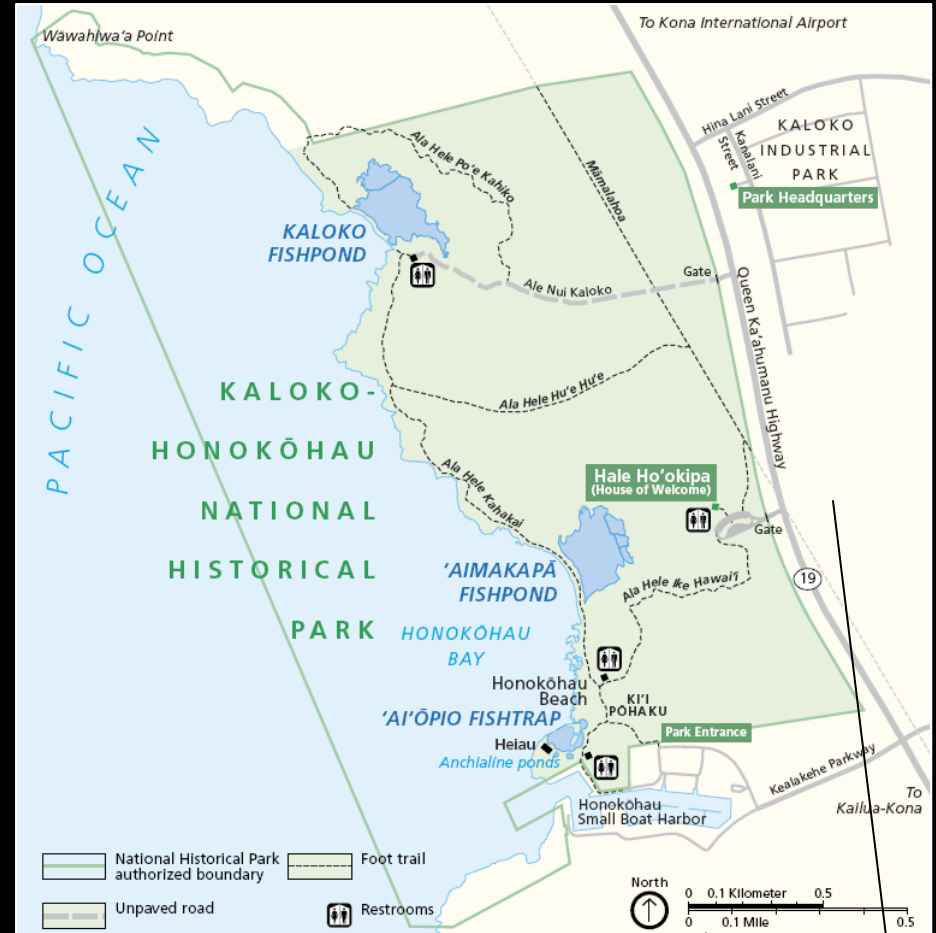 Wawahiwa'a Point
To Kona International Airport
Hina Lani Street
Kanalani
Street
KALOKO
INDUSTRIAL
PARK
Park Headquarters
Ala Hele Po'e Kahiko
Māmalahoa
PACIFIC OCEAN
KALOKO
FISHPOND
Ale Nui Kaloko
Gate
Queen Ka'ahumanu Highway
KALOKO-
HONOKŌHAU
NATIONAL
HISTORICAL
PARK
Ala Hele Hu'e Hu'e
Ala Hele Kahakai
Hale Ho'okipa
(House of Welcome)
Gate
19
'AIMAKAPĀ
FISHPOND
Ala Hele Ike Hawai'i
HONOKŌHAU
BAY
Honokōhau
Beach
KI'I
PŌHAKU
'AI'ŌPIO FISHTRAP
Park Entrance
Heiau
Anchialine ponds
Kealakehe Parkway
To
Kailua-Kona
Honokōhau
Small Boat Harbor
National Historical Park
authorized boundary
Foot trail
Unpaved road
Restrooms
North
0 0.1 Kilometer 0.5
0 0.1 Mile 0.5